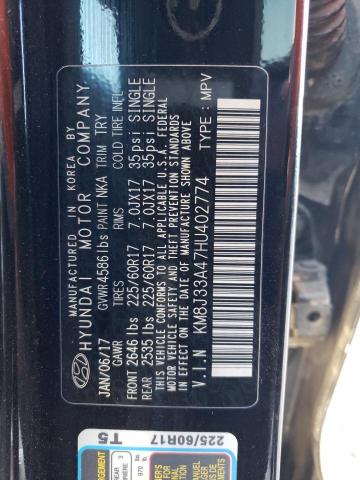 MANUFACTURED IN KOREA BY
HYUNDAI MOTOR COMPANY
JAN/06/17 GVWR 4586 lbs PAINT NKA TRIM TRY
GAWR TIRES RIMS COLD TIRE INFL
FRONT 2646 lbs 225/60R17 7.0JX17 35psi SINGLE
REAR 2535 lbs 225/60R17 7.0JX17 35psi SINGLE
THIS VEHICLE CONFORMS TO ALL APPLICABLE U.S.A. FEDERAL
MOTOR VEHICLE SAFETY, BUMPER, AND THEFT PREVENTION STANDARDS
IN EFFECT ON THE DATE OF MANUFACTURE SHOWN ABOVE.
V.I.N : KM8J33A47HU402774 TYPE : MPV
T5
225/60R17
REAR 3